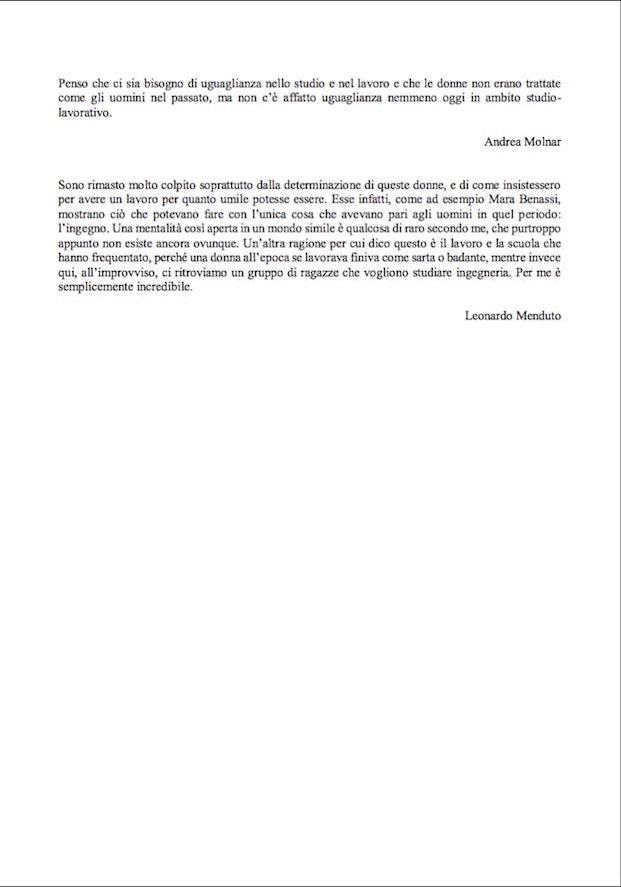 Penso che ci sia bisogno di uguaglianza nello studio e nel lavoro e che le donne non erano trattate
come gli uomini nel passato, ma non c'è affatto uguaglianza nemmeno oggi in ambito studio-
lavorativo.
Andrea Molnar
Sono rimasto molto colpito soprattutto dalla determinazione di queste donne, e di come insistessero
per avere un lavoro per quanto umile potesse essere. Esse infatti, come ad esempio Mara Benassi,
mostrano ciò che potevano fare con l'unica cosa che avevano pari agli uomini in quel periodo:
l'ingegno. Una mentalità così aperta in un mondo simile è qualcosa di raro secondo me, che purtroppo
appunto non esiste ancora ovunque. Un'altra ragione per cui dico questo è il lavoro e la scuola che
hanno frequentato, perché una donna all'epoca se lavorava finiva come sarta o badante, mentre invece
qui, all'improvviso, ci ritroviamo un gruppo di ragazze che vogliono studiare ingegneria. Per me è
semplicemente incredibile.
Leonardo Menduto